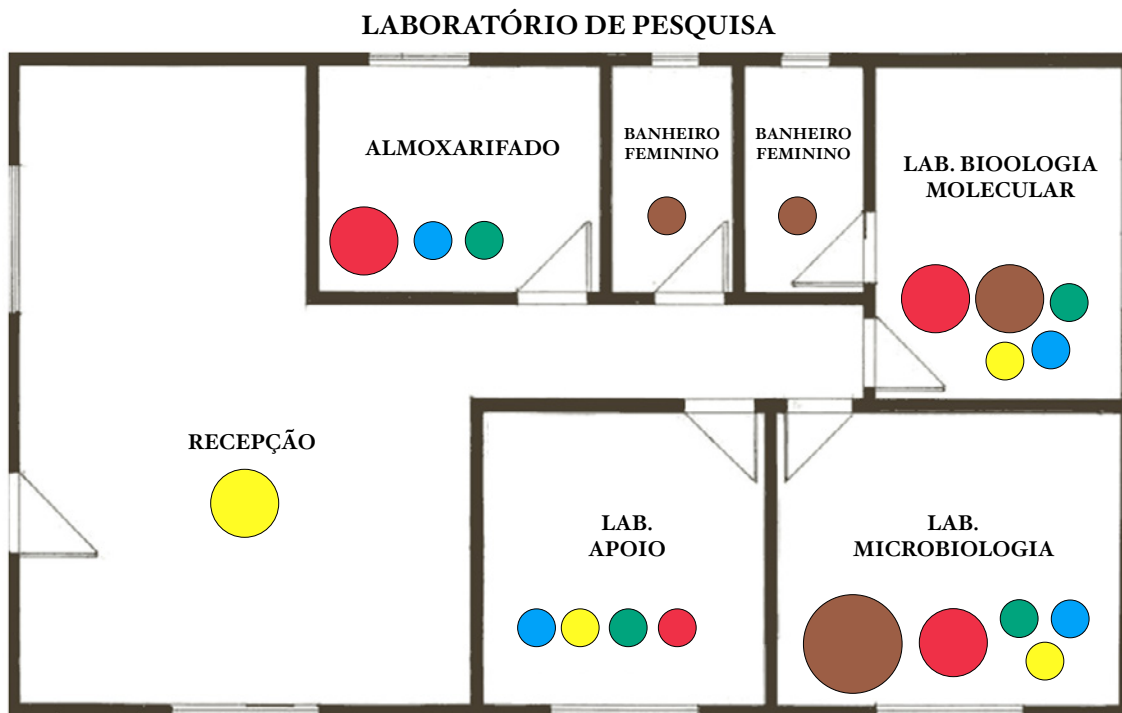 LABORATÓRIO DE PESQUISA
ALMOXARIFADO
BANHEIRO
FEMININO
BANHEIRO
FEMININO
LAB. BIOOLOGIA
MOLECULAR
RECEPÇÃO
LAB.
APOIO
LAB.
MICROBIOLOGIA